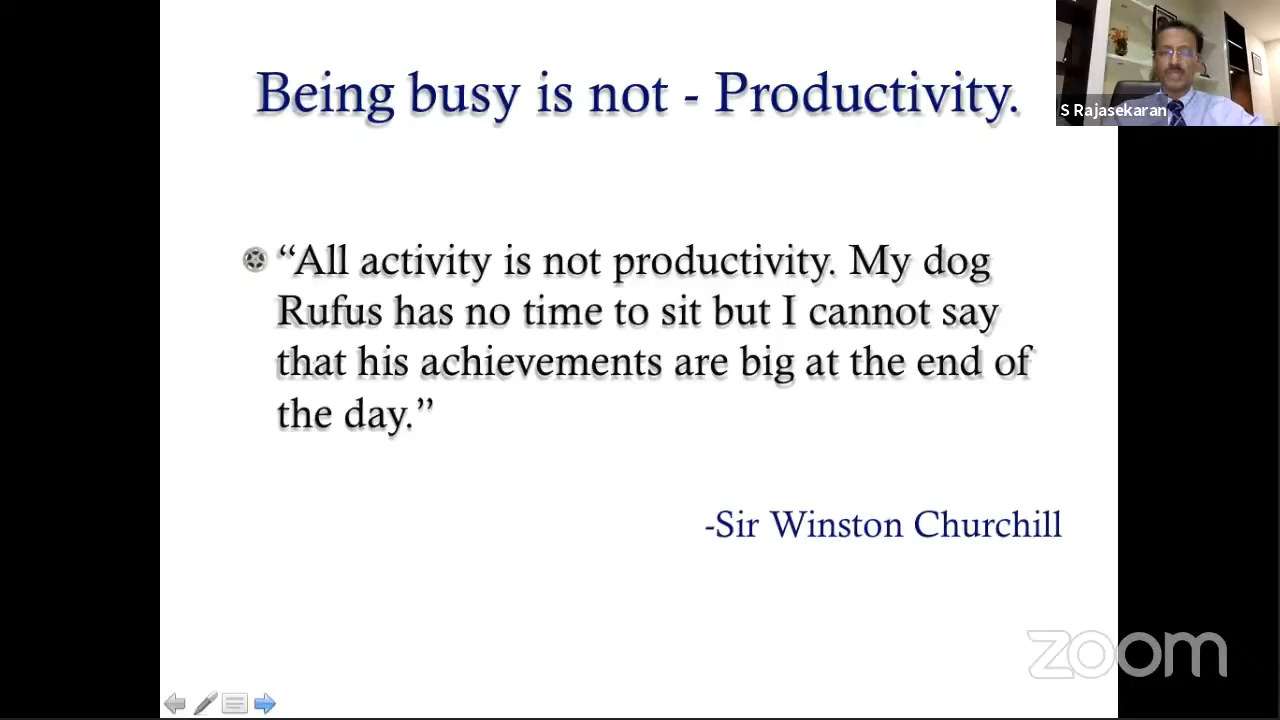 Being busy is not - Productivity.
S Rajasekaran
“All activity is not productivity. My dog
Rufus has no time to sit but I cannot say
that his achievements are big at the end of
the day.”
-Sir Winston Churchill
zoom